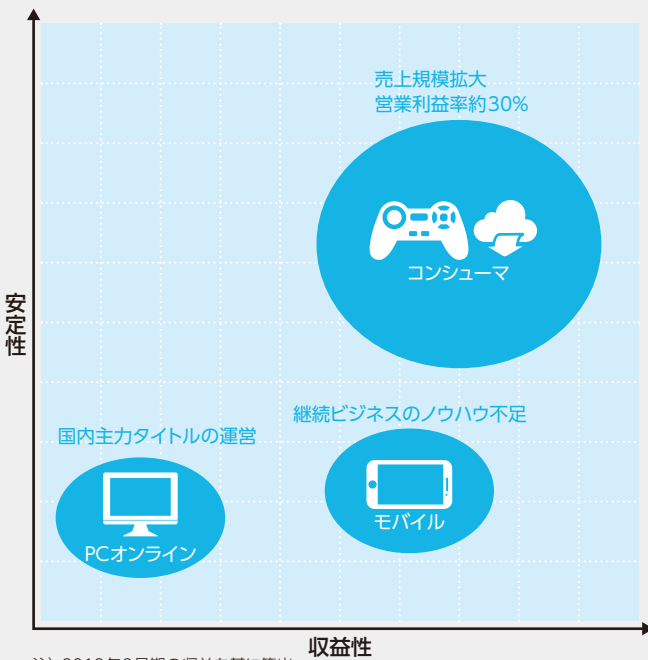 売上規模拡大
営業利益率約30%
コンシューマ
安定性
継続ビジネスのノウハウ不足
国内主力タイトルの運営
モバイル
PCオンライン
収益性